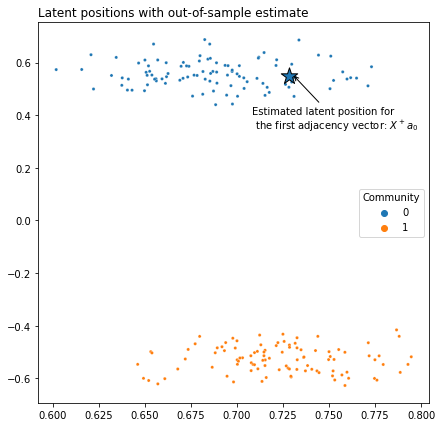 Latent positions with out-of-sample estimate
0.6
0.4
Estimated latent position for
the first adjacency vector: X⁺a₀
0.2
Community
0
1
0.0
−0.2
−0.4
−0.6
0.600 0.625 0.650 0.675 0.700 0.725 0.750 0.775 0.800